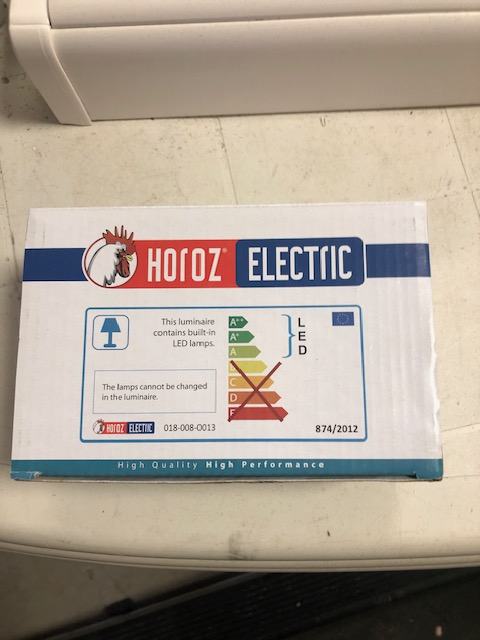 HOROZ® ELECTRIC
This luminaire
contains built-in
LED lamps.
A++
A+
A
C
D
E
L
E
D
The lamps cannot be changed
in the luminaire.
HOROZ ELECTRIC 018-008-0013
874/2012
High Quality High Performance